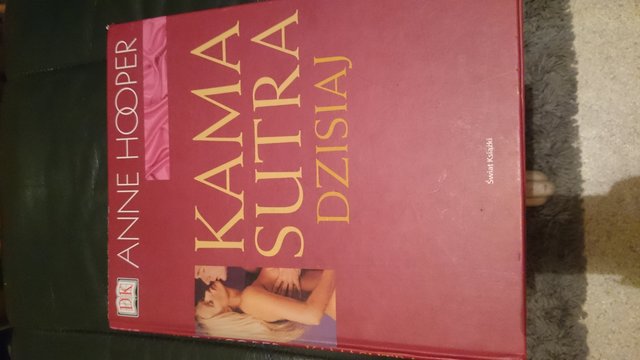 DK
ANNE HOOPER
KAMA
SUTRA
DZISIAJ
Świat Książki